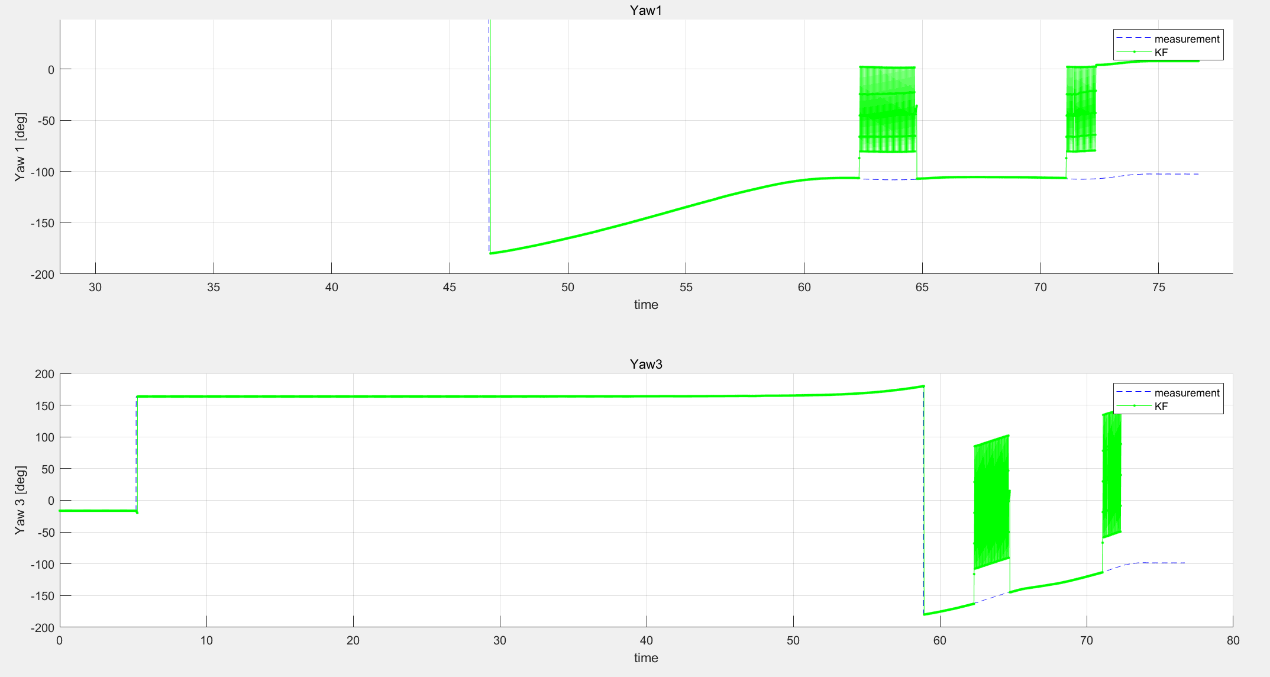 Yaw1
measurement
KF
0
-50
-100
-150
-200
Yaw 1 [deg]
30 35 40 45 50 55 60 65 70 75
time
Yaw3
measurement
KF
200
150
100
50
0
-50
-100
-150
-200
Yaw 3 [deg]
0 10 20 30 40 50 60 70 80
time